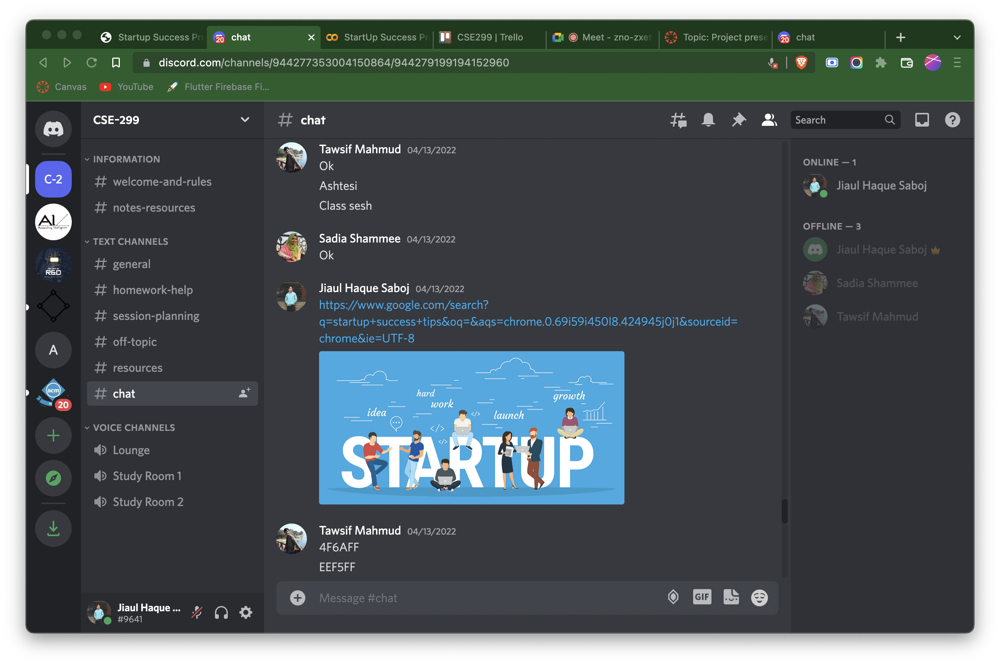 Startup Success Pre
20
chat
StartUp Success Pr
CSE299 | Trello
Meet - zno-zxet
Topic: Project prese
20
chat
discord.com/channels/944277353004150864/944279199194152960
Canvas
YouTube
Flutter Firebase Fi...
CSE-299
chat
Search
C-2
AI
Accelerating Intelligence
R&D
A
acm
20
INFORMATION
welcome-and-rules
notes-resources
TEXT CHANNELS
general
homework-help
session-planning
off-topic
resources
chat
VOICE CHANNELS
Lounge
Study Room 1
Study Room 2
Jiaul Haque ...
#9641
Tawsif Mahmud 04/13/2022
Ok
Ashtesi
Class sesh
Sadia Shammee 04/13/2022
Ok
Jiaul Haque Saboj 04/13/2022
https://www.google.com/search?
q=startup+success+tips&oq=&aqs=chrome.0.69i59i450l8.424945j0j1&sourceid=
chrome&ie=UTF-8
hard
work
growth
idea
launch
</>
</>
</>
STARTUP
Tawsif Mahmud 04/13/2022
4F6AFF
EEF5FF
Message #chat
GIF
ONLINE — 1
Jiaul Haque Saboj
OFFLINE — 3
Jiaul Haque Saboj
Sadia Shammee
Tawsif Mahmud